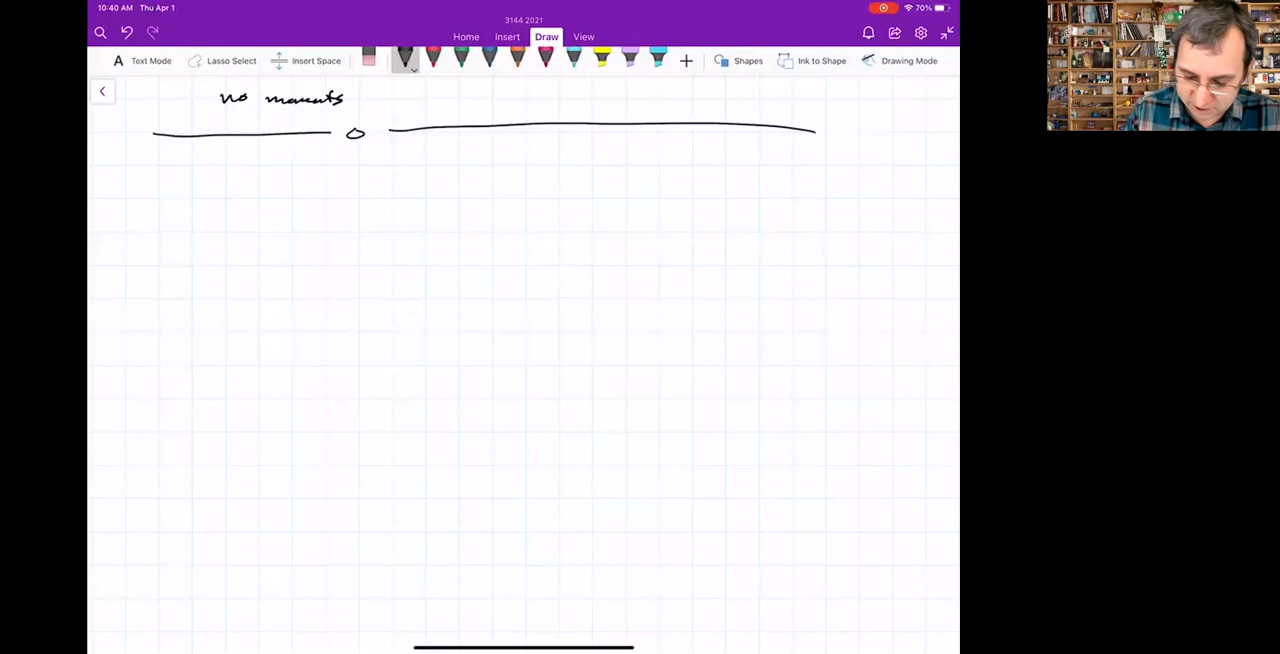 10:40 AM Thu Apr 1
70%
3144 2021
Home Insert Draw View
A Text Mode Lasso Select Insert Space Shapes Ink to Shape Drawing Mode
no moments